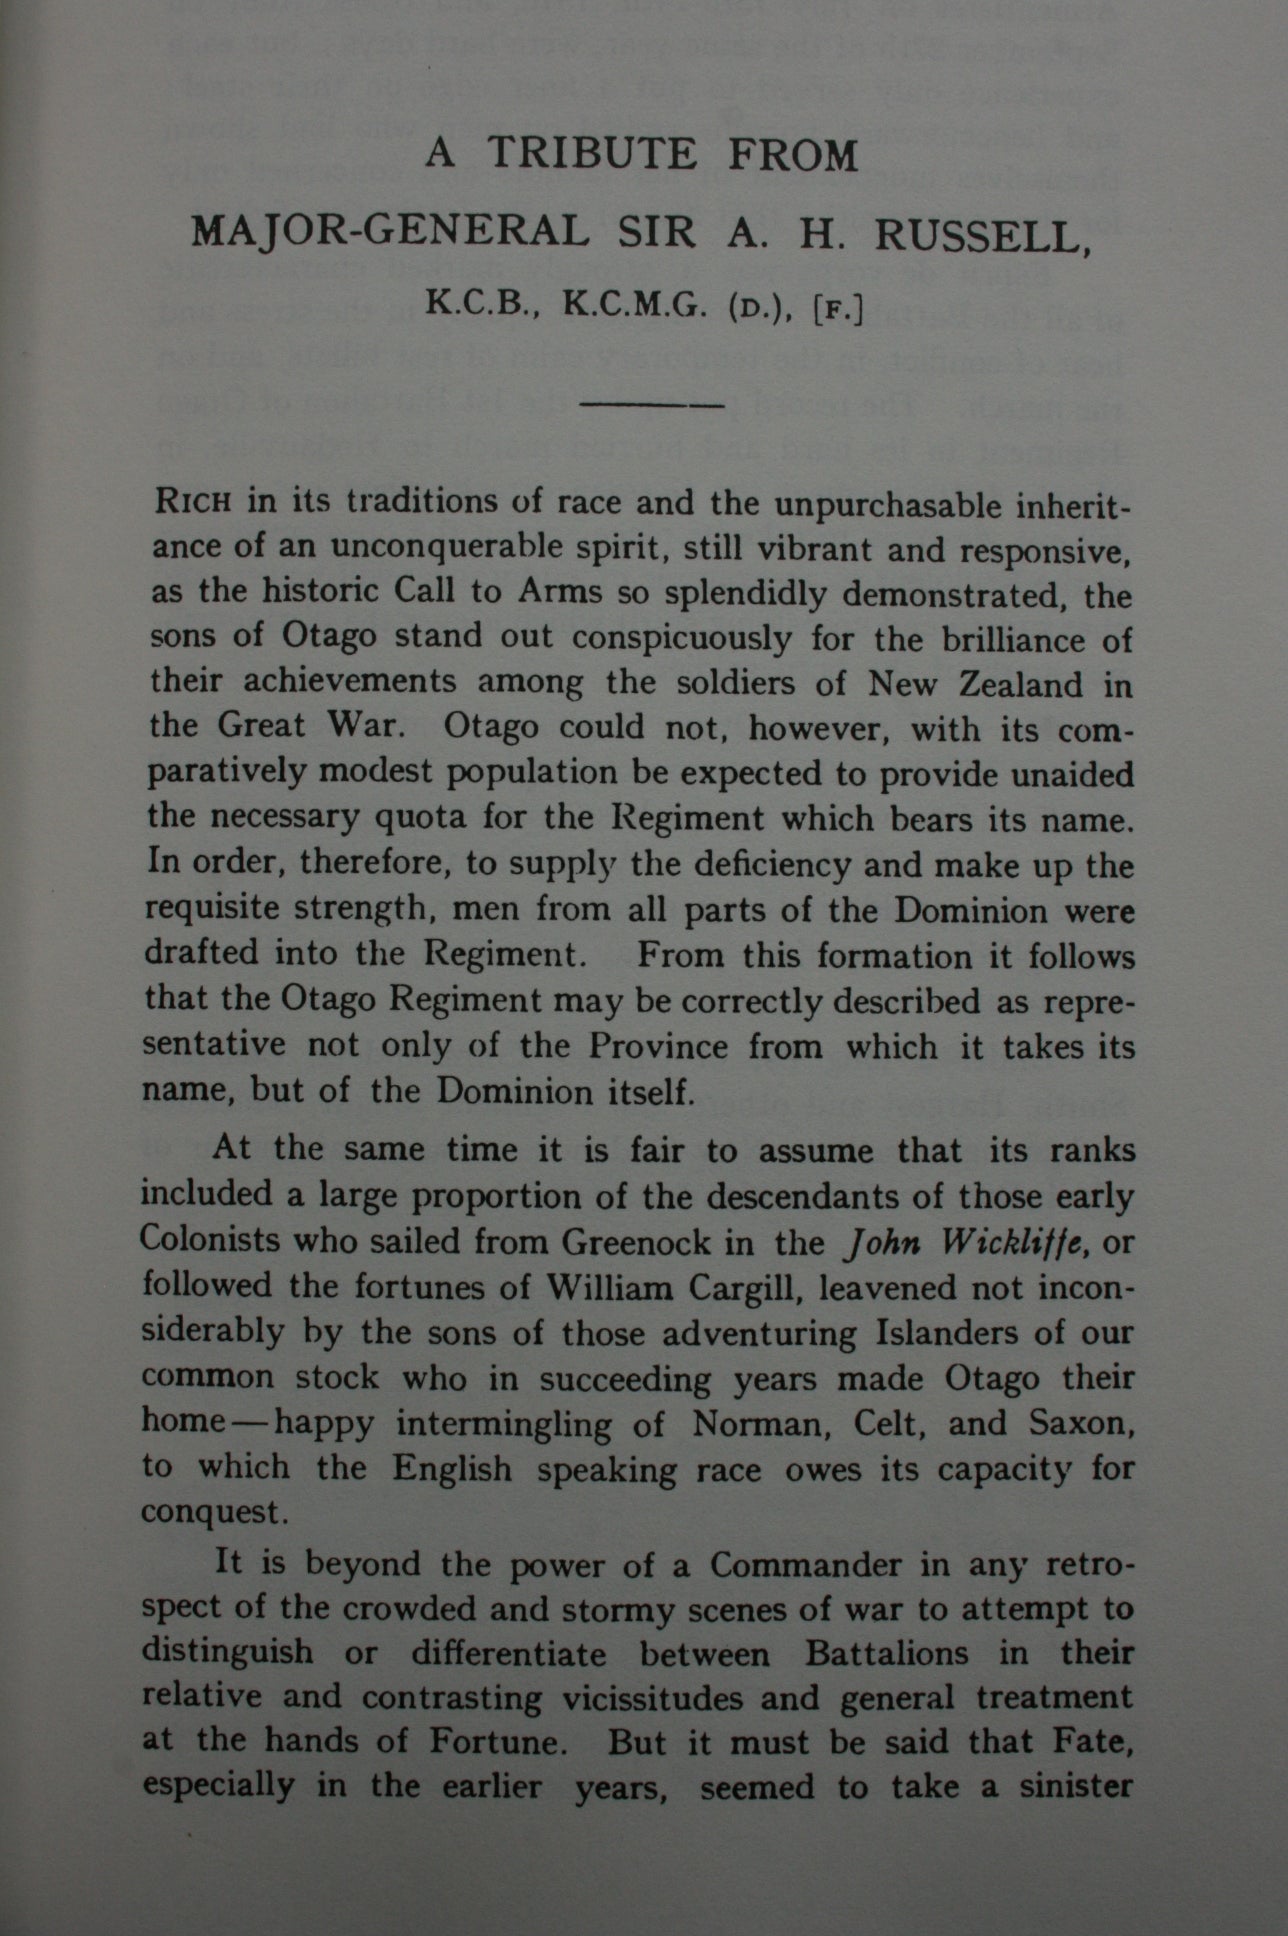 A TRIBUTE FROM
MAJOR-GENERAL SIR A. H. RUSSELL,
K.C.B., K.C.M.G. (D.), [F.]
RICH in its traditions of race and the unpurchasable inherit-
ance of an unconquerable spirit, still vibrant and responsive,
as the historic Call to Arms so splendidly demonstrated, the
sons of Otago stand out conspicuously for the brilliance of
their achievements among the soldiers of New Zealand in
the Great War. Otago could not, however, with its com-
paratively modest population be expected to provide unaided
the necessary quota for the Regiment which bears its name.
In order, therefore, to supply the deficiency and make up the
requisite strength, men from all parts of the Dominion were
drafted into the Regiment. From this formation it follows
that the Otago Regiment may be correctly described as repre-
sentative not only of the Province from which it takes its
name, but of the Dominion itself.
At the same time it is fair to assume that its ranks
included a large proportion of the descendants of those early
Colonists who sailed from Greenock in the John Wickliffe, or
followed the fortunes of William Cargill, leavened not incon-
siderably by the sons of those adventuring Islanders of our
common stock who in succeeding years made Otago their
home—happy intermingling of Norman, Celt, and Saxon,
to which the English speaking race owes its capacity for
conquest.
It is beyond the power of a Commander in any retro-
spect of the crowded and stormy scenes of war to attempt to
distinguish or differentiate between Battalions in their
relative and contrasting vicissitudes and general treatment
at the hands of Fortune. But it must be said that Fate,
especially in the earlier years, seemed to take a sinister